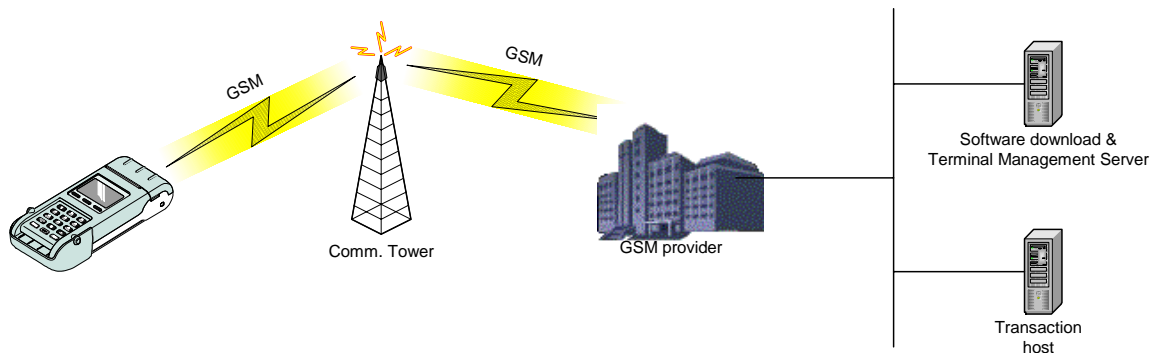 GSM
GSM
Comm. Tower
GSM provider
Software download &
Terminal Management Server
Transaction
host